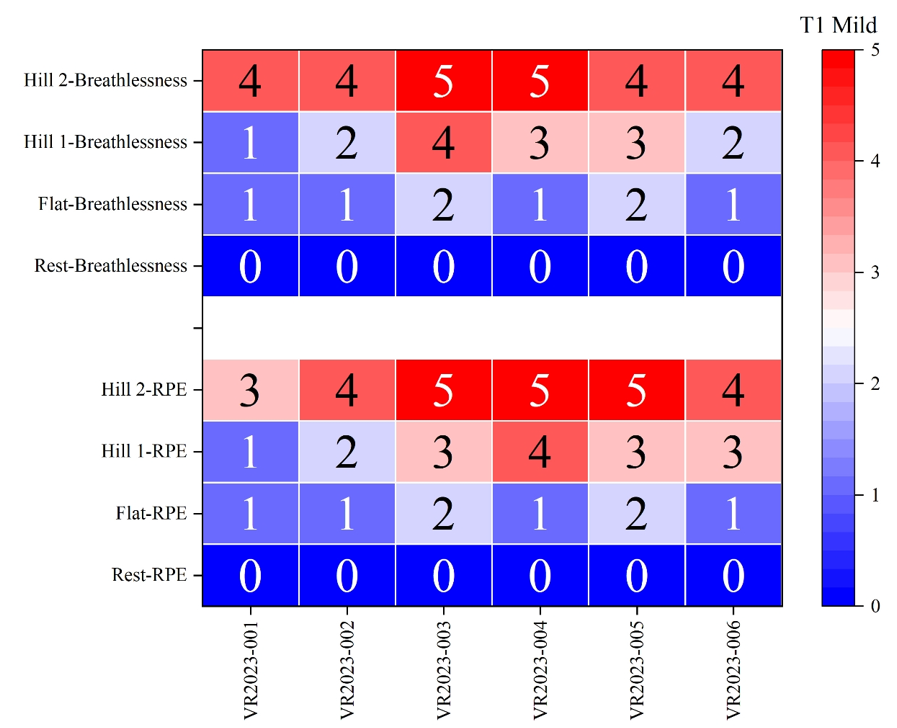 T1 Mild
Hill 2-Breathlessness 4 4 5 5 4 4
Hill 1-Breathlessness 1 2 4 3 3 2
Flat-Breathlessness 1 1 2 1 2 1
Rest-Breathlessness 0 0 0 0 0 0
Hill 2-RPE 3 4 5 5 5 4
Hill 1-RPE 1 2 3 4 3 3
Flat-RPE 1 1 2 1 2 1
Rest-RPE 0 0 0 0 0 0
VR2023-001 VR2023-002 VR2023-003 VR2023-004 VR2023-005 VR2023-006
5
4
3
2
1
0